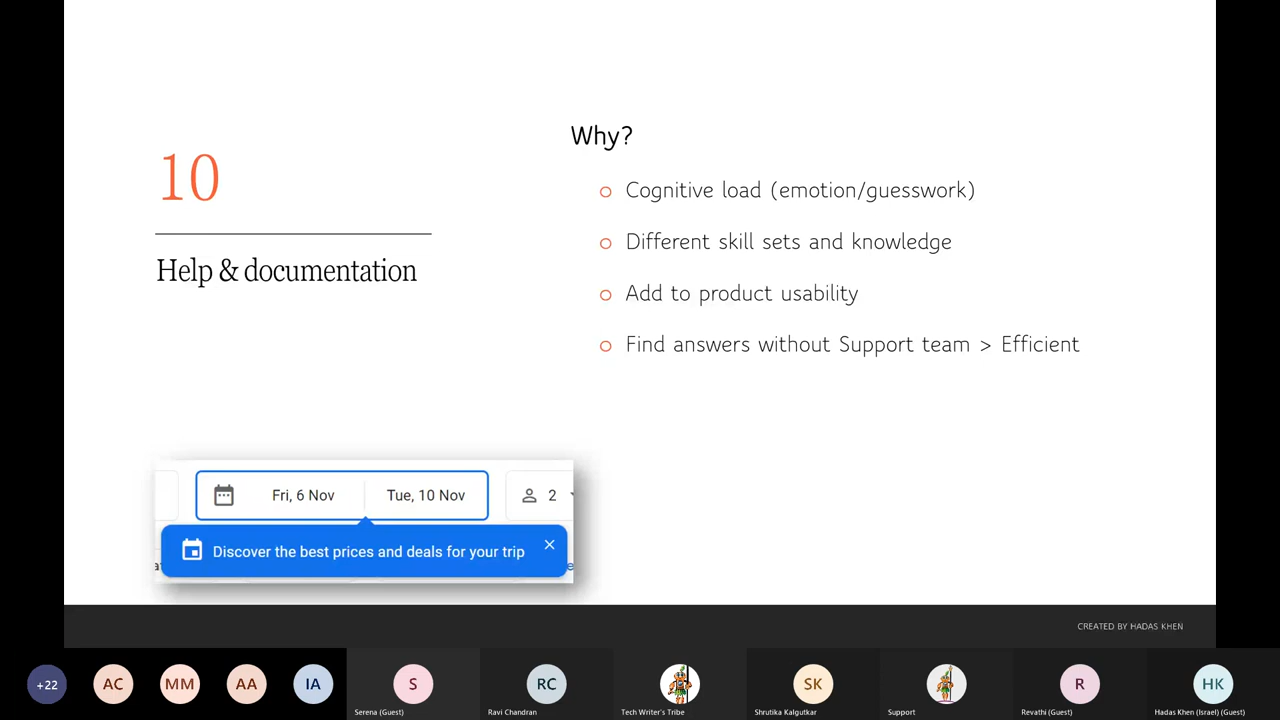 10
Help & documentation
Why?
Cognitive load (emotion/guesswork)
Different skill sets and knowledge
Add to product usability
Find answers without Support team > Efficient
Fri, 6 Nov
Tue, 10 Nov
2
Discover the best prices and deals for your trip
CREATED BY HADAS KHEN
+22
AC
MM
AA
IA
S
Serena (Guest)
RC
Ravi Chandran
Tech Writer's Tribe
SK
Shrutika Kalgutkar
Support
R
Revathi (Guest)
HK
Hadas Khen (Israel) (Guest)